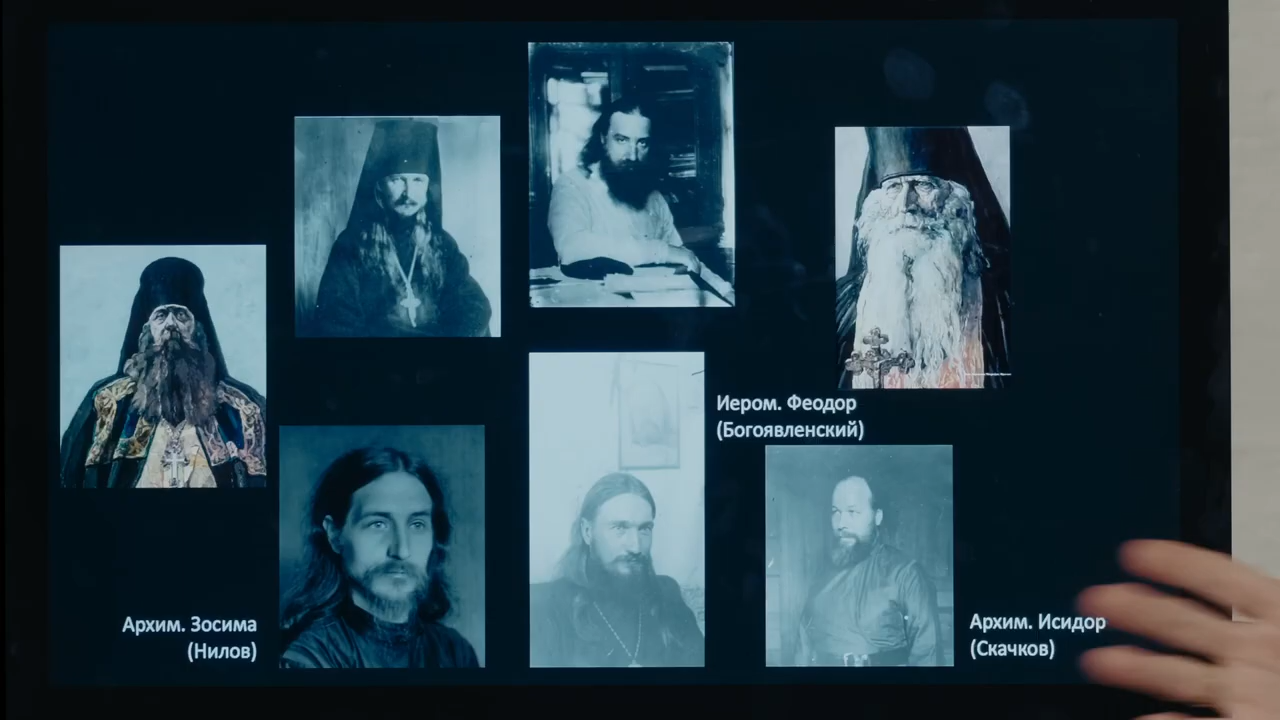 Иером. Феодор
(Богоявленский)
Архим. Зосима
(Нилов)
Архим. Исидор
(Скачков)